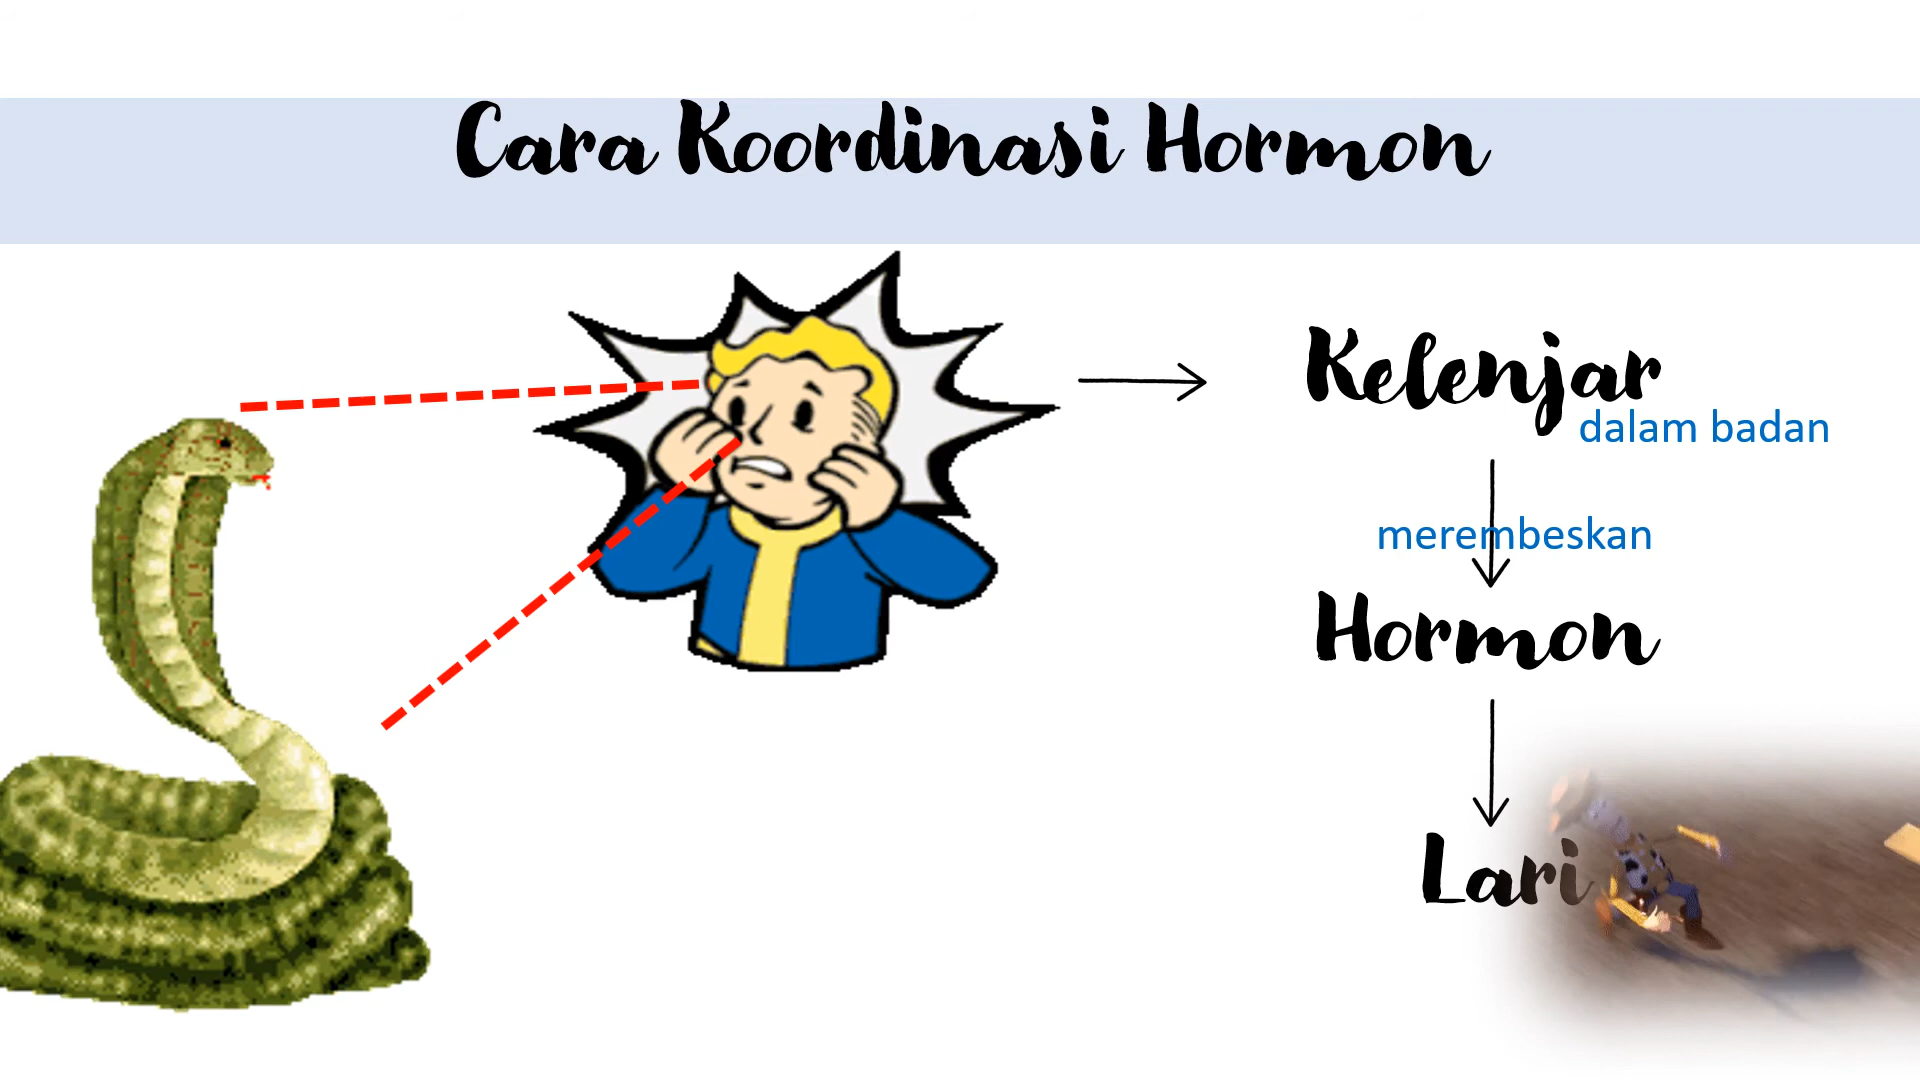 Cara Koordinasi Hormon
Kelenjar
dalam badan
merembeskan
Hormon
Lari